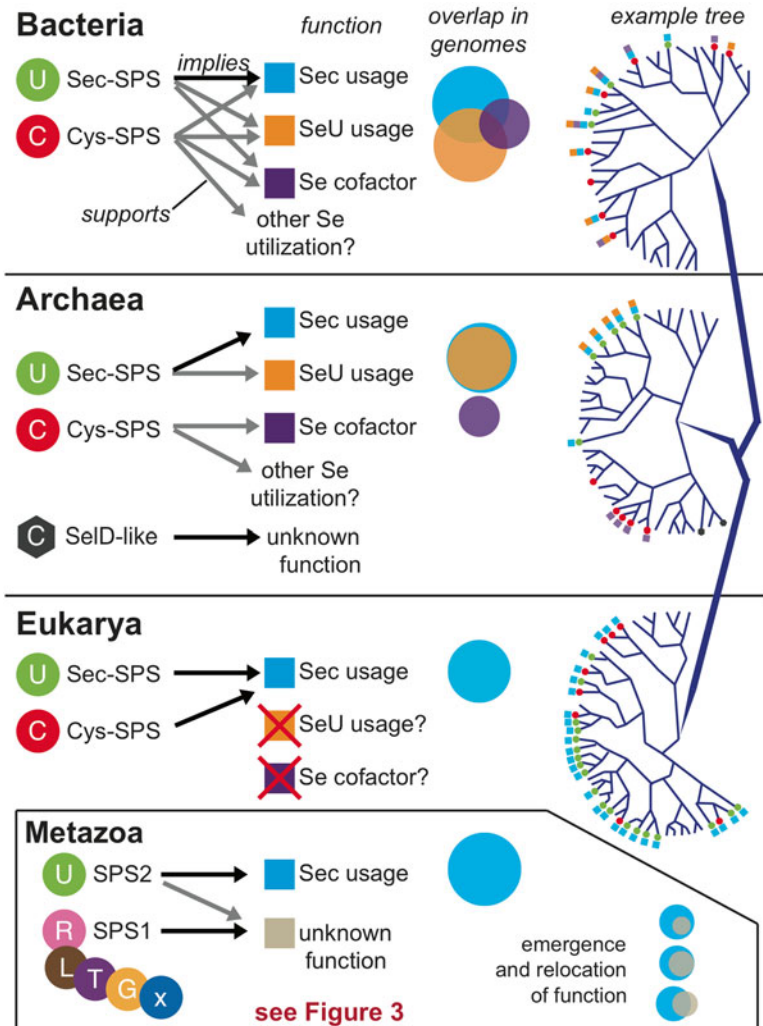 Bacteria
function
overlap in
genomes
example tree
implies
U Sec-SPS
Sec usage
C Cys-SPS
SeU usage
Se cofactor
supports
other Se
utilization?
Archaea
Sec usage
U Sec-SPS
SeU usage
C Cys-SPS
Se cofactor
other Se
utilization?
C SelD-like
unknown
function
Eukarya
U Sec-SPS
Sec usage
C Cys-SPS
SeU usage?
Se cofactor?
Metazoa
U SPS2
Sec usage
R SPS1
unknown
function
L T G x
emergence
and relocation
of function
see Figure 3